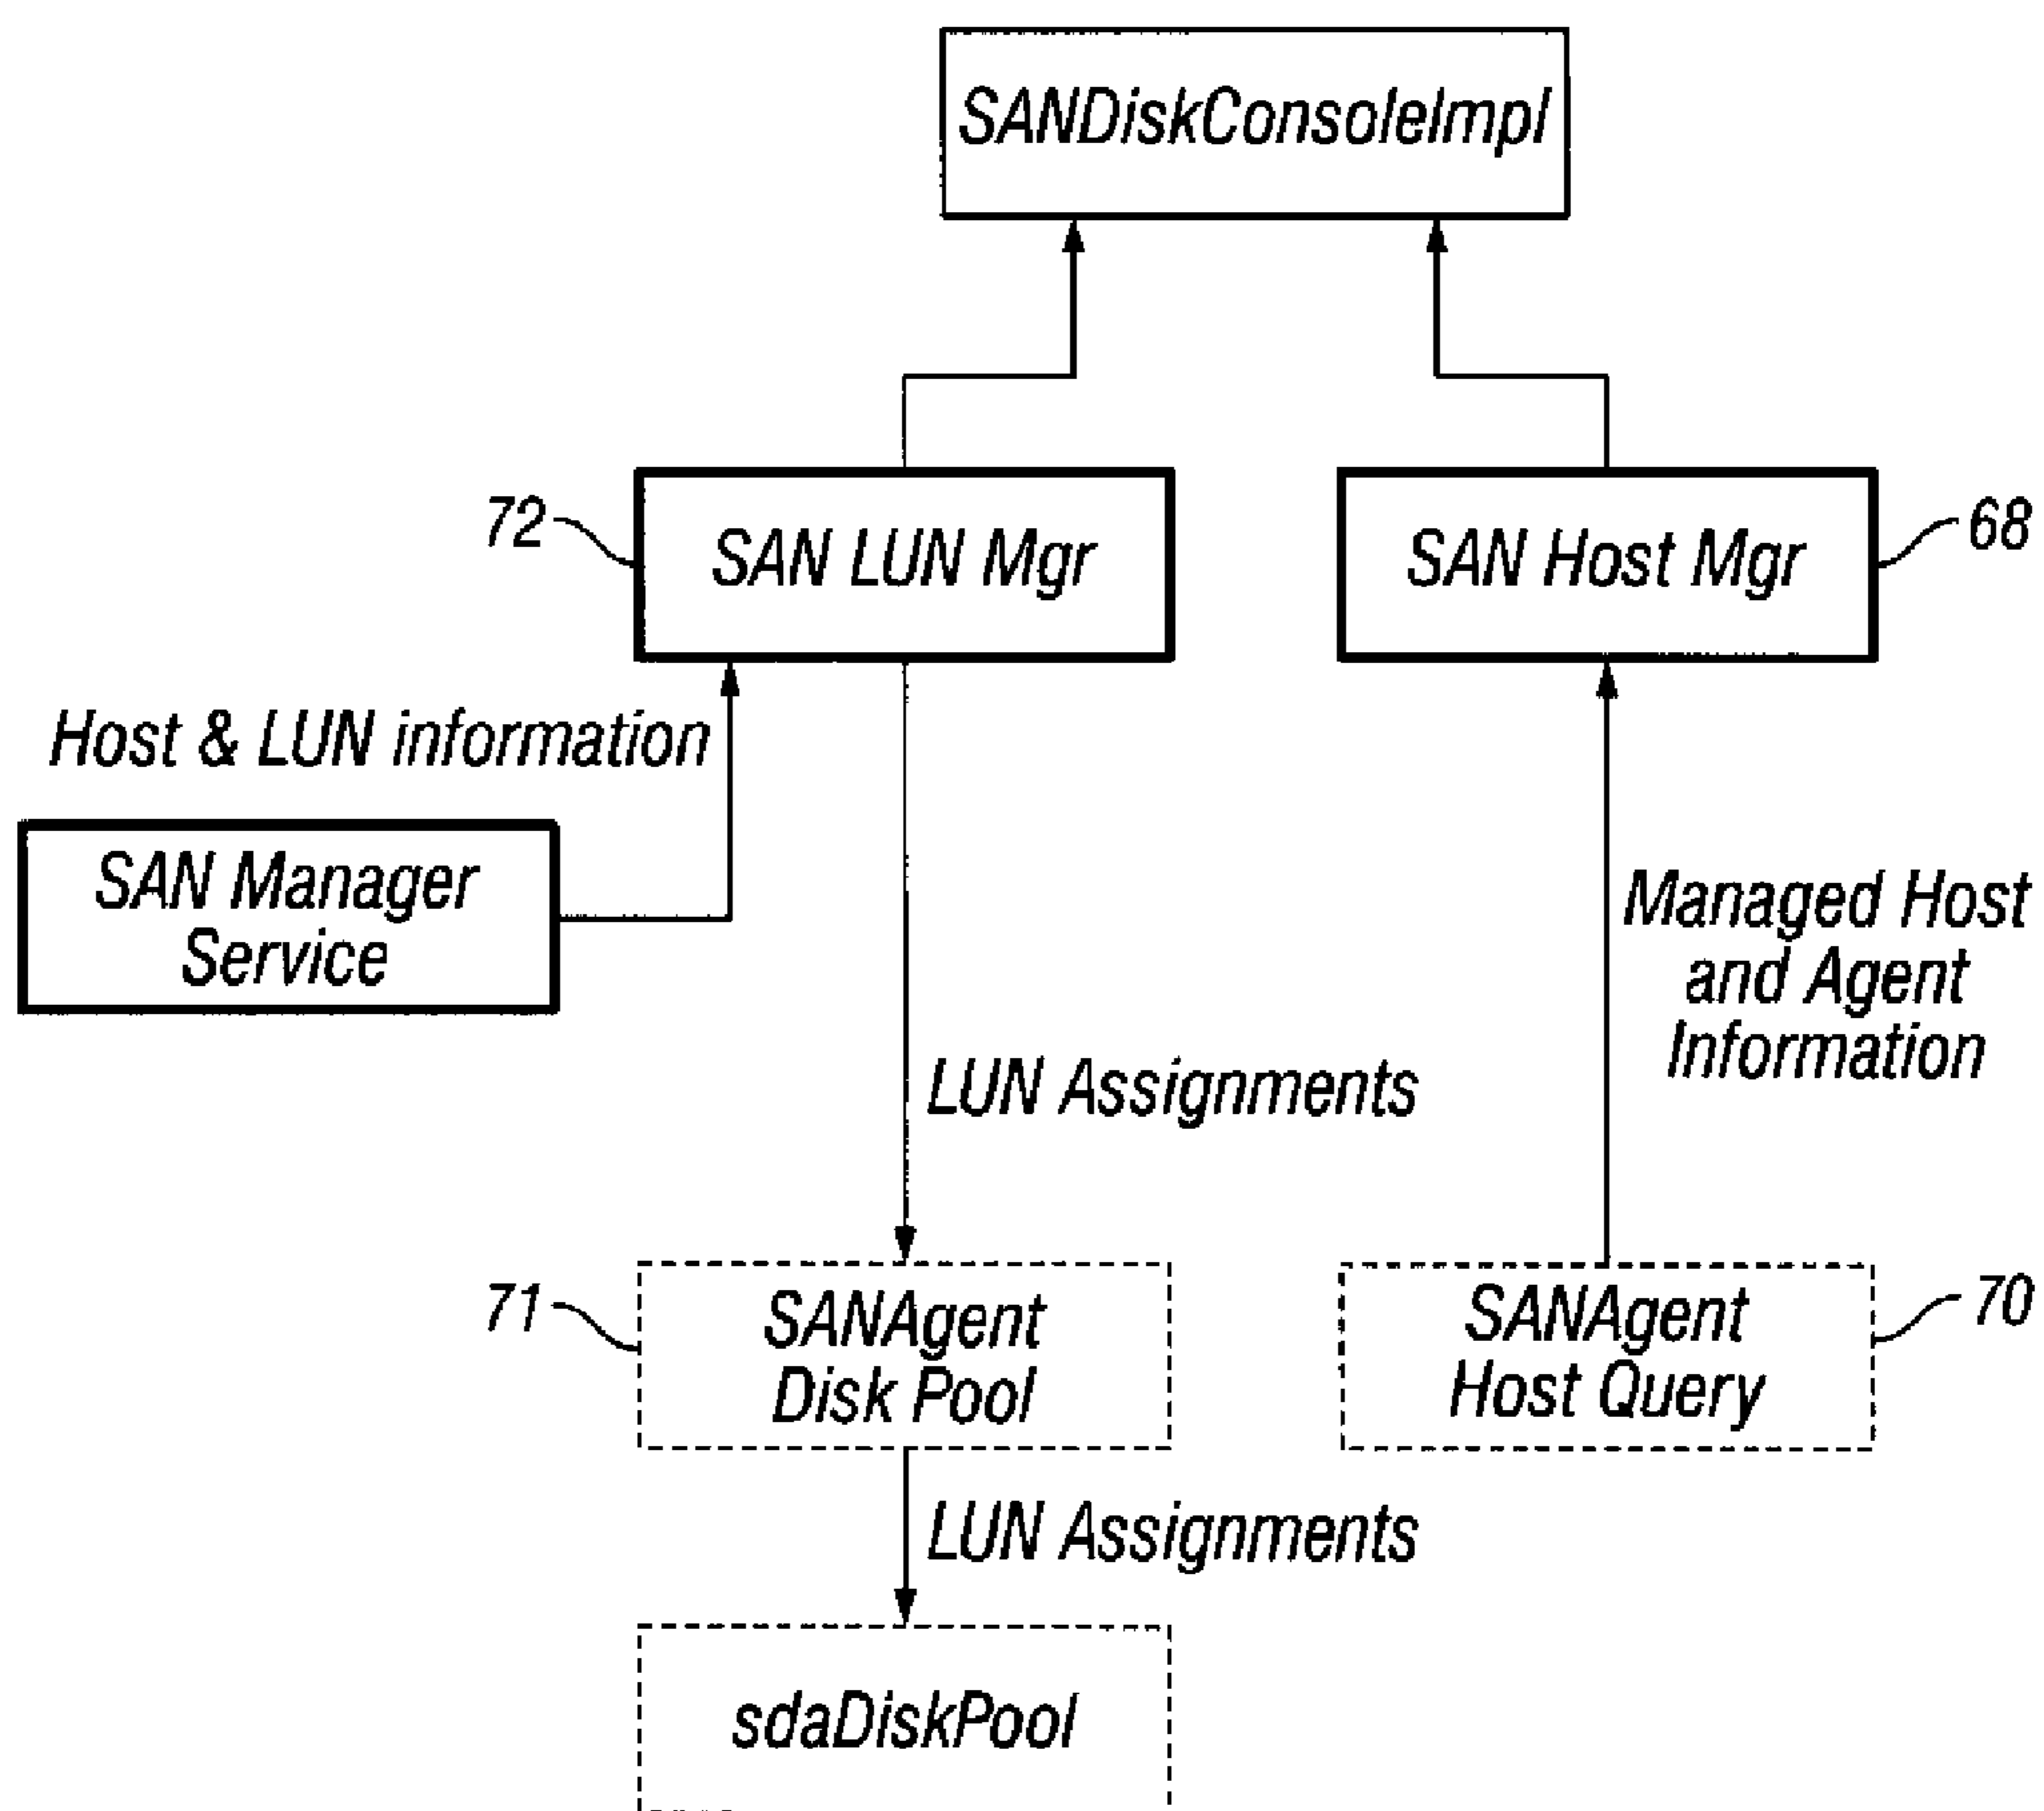 SANDiskConsoleImpl
72
SAN LUN Mgr
SAN Host Mgr
68
Host & LUN information
SAN Manager
Service
Managed Host
and Agent
Information
LUN Assignments
71
SANAgent
Disk Pool
SANAgent
Host Query
70
LUN Assignments
sdaDiskPool